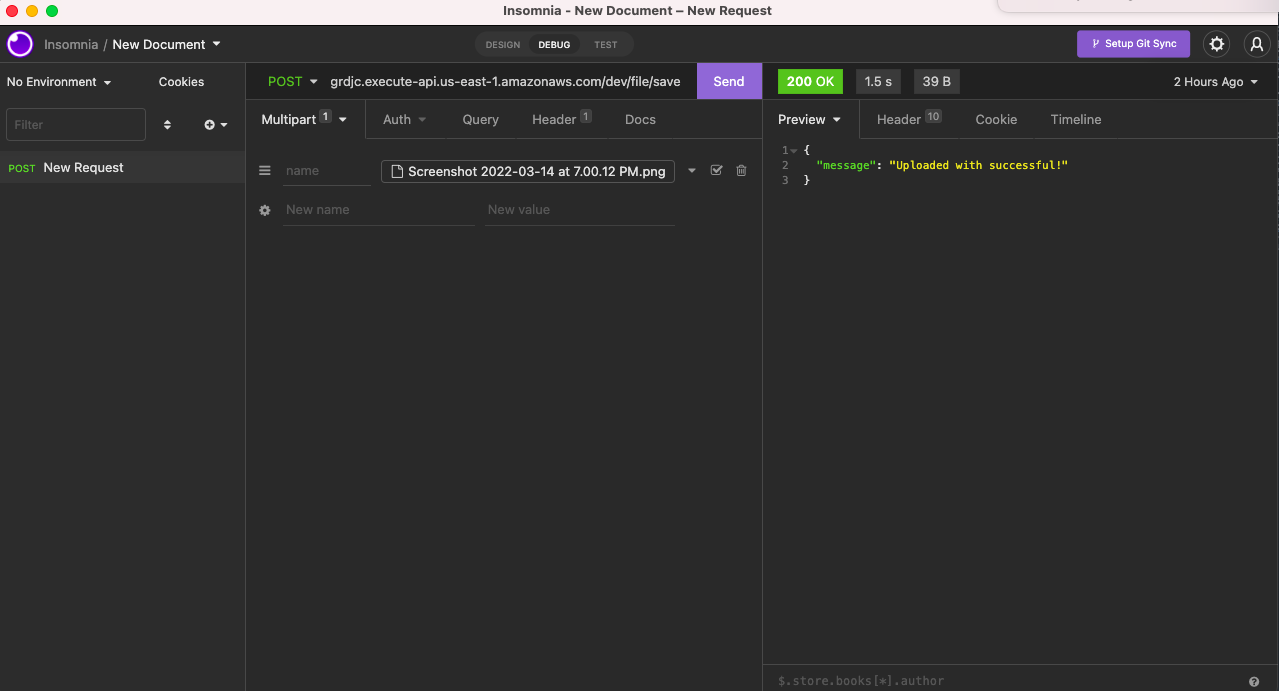 Insomnia - New Document – New Request
Insomnia / New Document
DESIGN DEBUG TEST
Setup Git Sync
No Environment Cookies
POST grdjc.execute-api.us-east-1.amazonaws.com/dev/file/save Send
200 OK 1.5 s 39 B 2 Hours Ago
Filter
Multipart 1 Auth Query Header 1 Docs
Preview Header 10 Cookie Timeline
POST New Request
name Screenshot 2022-03-14 at 7.00.12 PM.png
New name New value
1 {
2 "message": "Uploaded with successful!"
3 }
$.store.books[*].author